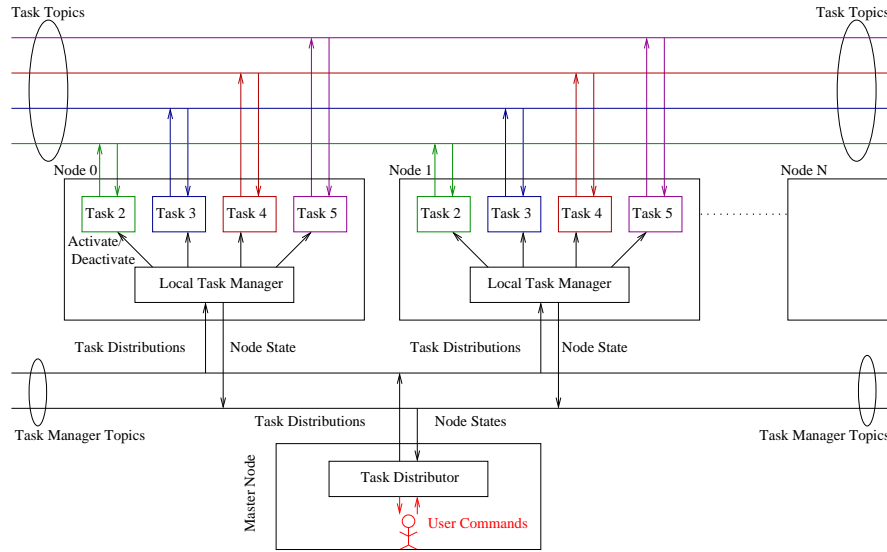 Task Topics
Task Topics
Node 0
Node 1
Node N
Task 2
Task 3
Task 4
Task 5
Task 2
Task 3
Task 4
Task 5
Activate/
Deactivate
Local Task Manager
Local Task Manager
Task Distributions
Node State
Task Distributions
Node State
Task Distributions
Node States
Task Manager Topics
Task Manager Topics
Master Node
Task Distributor
User Commands